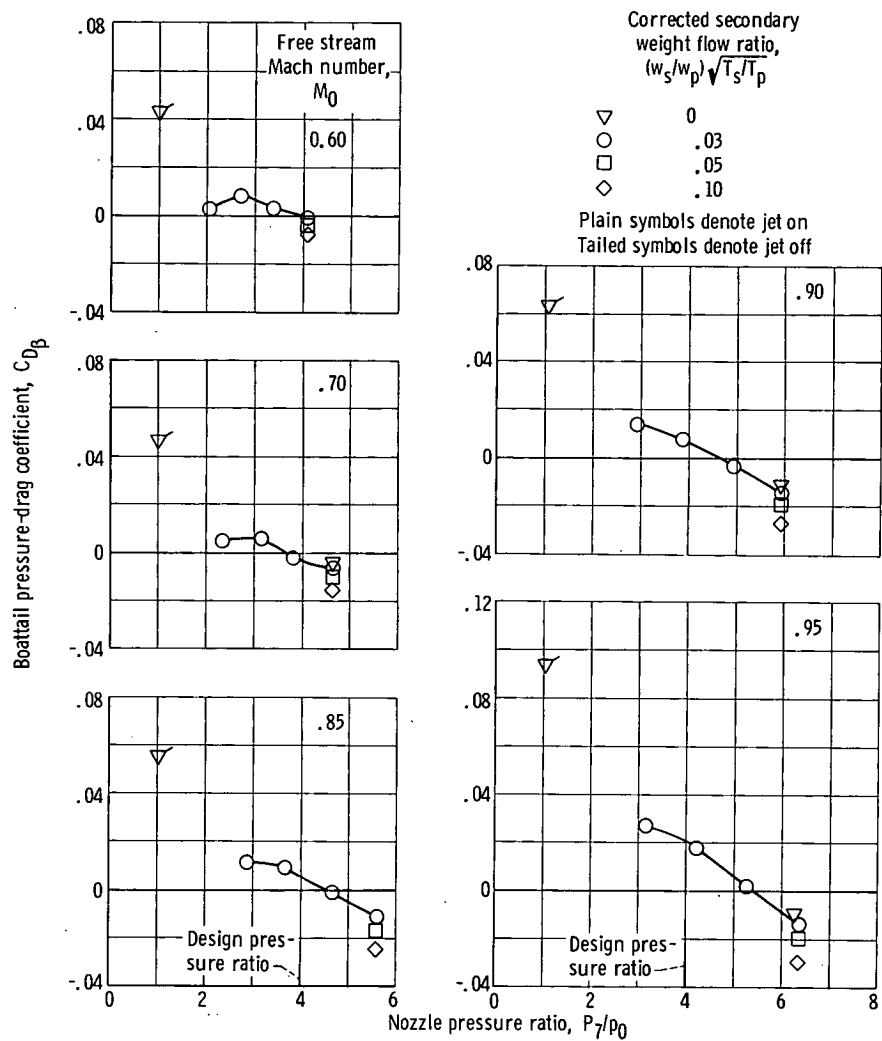 .08
.04
0
-.04
Free stream
Mach number,
M0
0.60
.08
.04
0
-.04
.70
.08
.04
0
-.04
.85
Design pres-
sure ratio
0 2 4 6
Boattail pressure-drag coefficient, CDβ
Corrected secondary
weight flow ratio,
(ws/wp)√Ts/Tp
0
.03
.05
.10
Plain symbols denote jet on
Tailed symbols denote jet off
.08
.04
0
-.04
.90
.12
.08
.04
0
-.04
.95
Design pres-
sure ratio
0 2 4 6 8
Nozzle pressure ratio, P7/p0